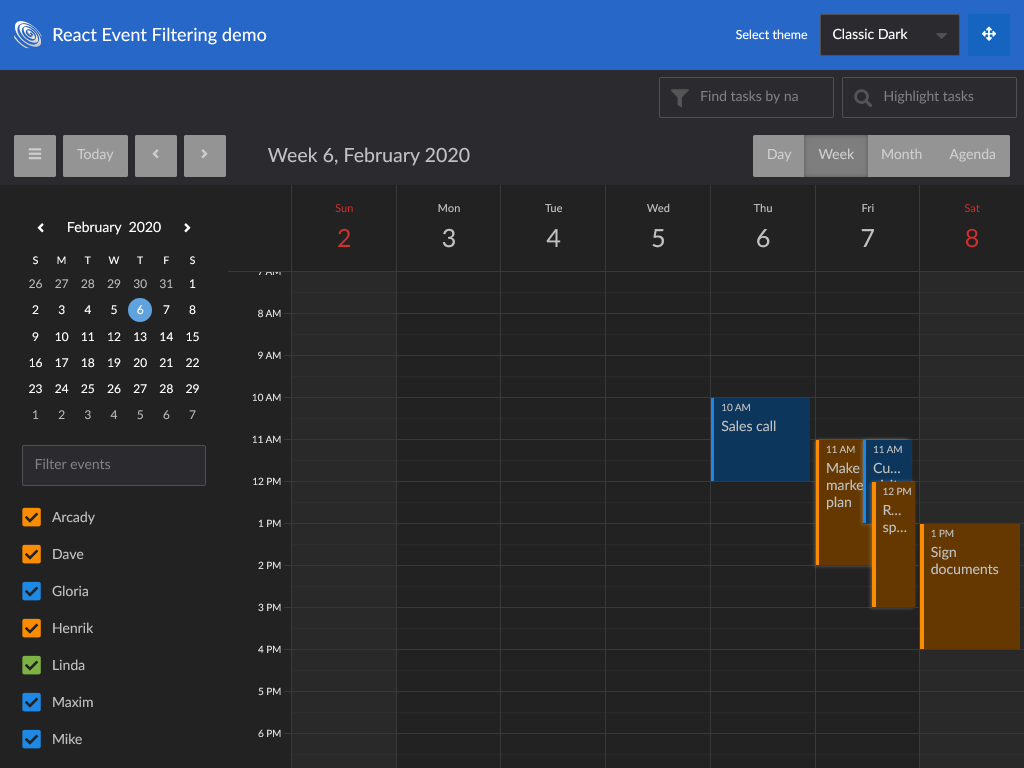 React Event Filtering demo
Select theme
Classic Dark
Find tasks by na
Highlight tasks
Today
Week 6, February 2020
Day
Week
Month
Agenda
February 2020
S M T W T F S
26 27 28 29 30 31 1
2 3 4 5 6 7 8
9 10 11 12 13 14 15
16 17 18 19 20 21 22
23 24 25 26 27 28 29
1 2 3 4 5 6 7
Filter events
Arcady
Dave
Gloria
Henrik
Linda
Maxim
Mike
Sun Mon Tue Wed Thu Fri Sat
2 3 4 5 6 7 8
7 AM
8 AM
9 AM
10 AM
11 AM
12 PM
1 PM
2 PM
3 PM
4 PM
5 PM
6 PM
10 AM
Sales call
11 AM
Make
marke
plan
11 AM
Cu...
12 PM
R...
sp...
1 PM
Sign
documents